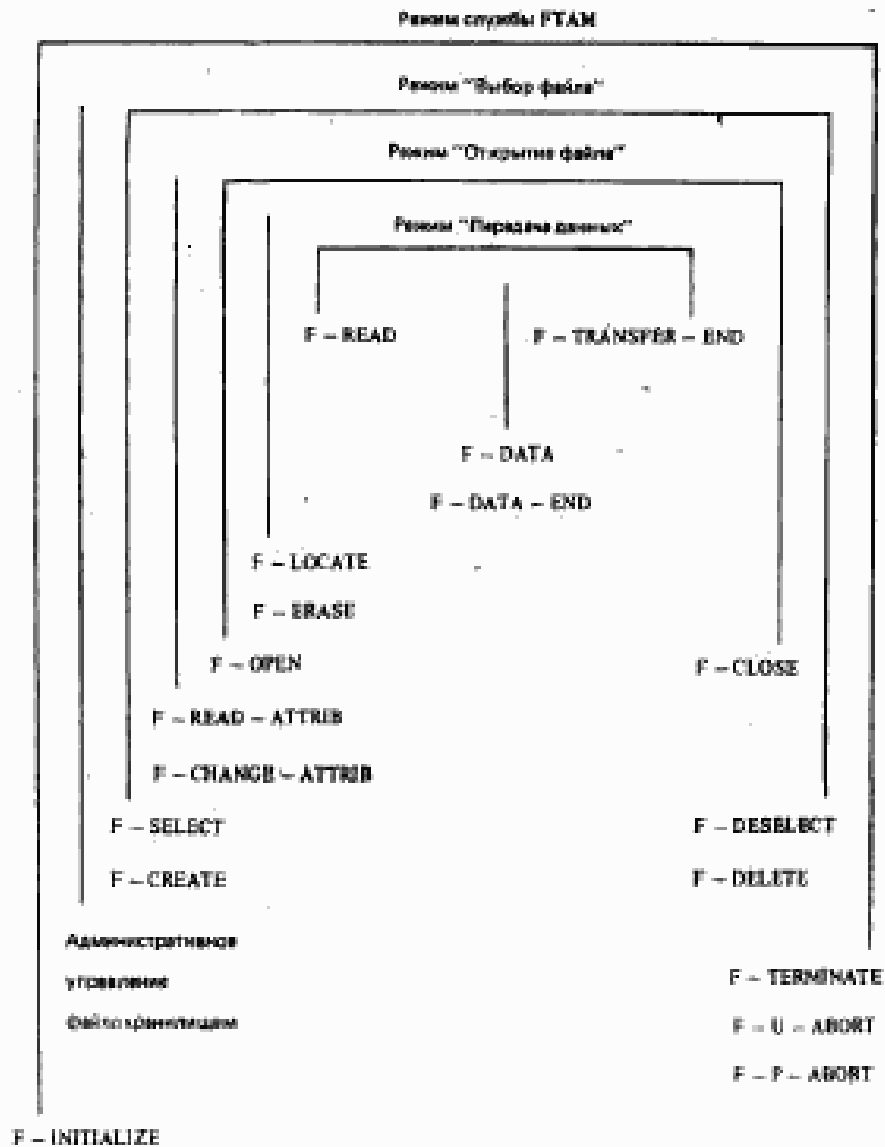 Режим службы FTAM
Режим "Выбор файла"
Режим "Открытие файла"
Режим "Передача данных"
F – READ
F – TRANSFER – END
F – DATA
F – DATA – END
F – LOCATE
F – ERASE
F – OPEN
F – CLOSE
F – READ – ATTRIB
F – CHANGE – ATTRIB
F – SELECT
F – DESELECT
F – CREATE
F – DELETE
Административное
управление
файлохранилищем
F – TERMINATE
F – U – ABORT
F – P – ABORT
F – INITIALIZE